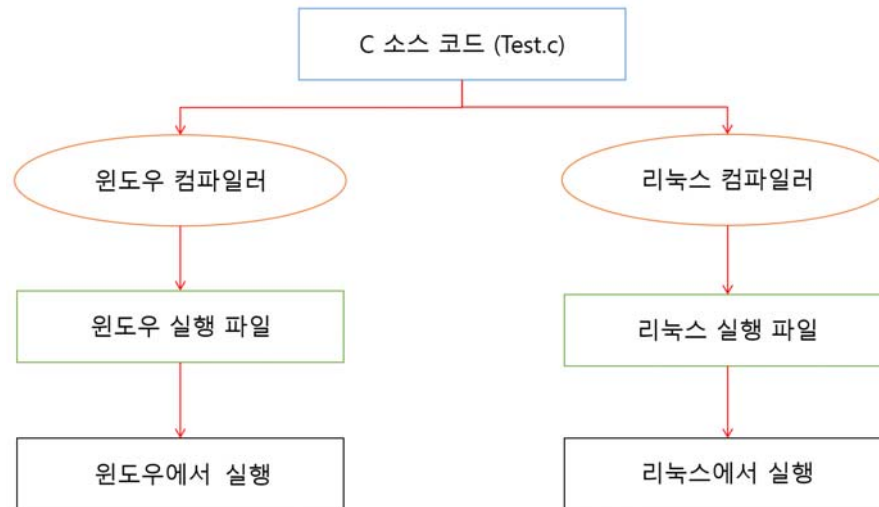 C 소스 코드 (Test.c)
윈도우 컴파일러
리눅스 컴파일러
윈도우 실행 파일
리눅스 실행 파일
윈도우에서 실행
리눅스에서 실행